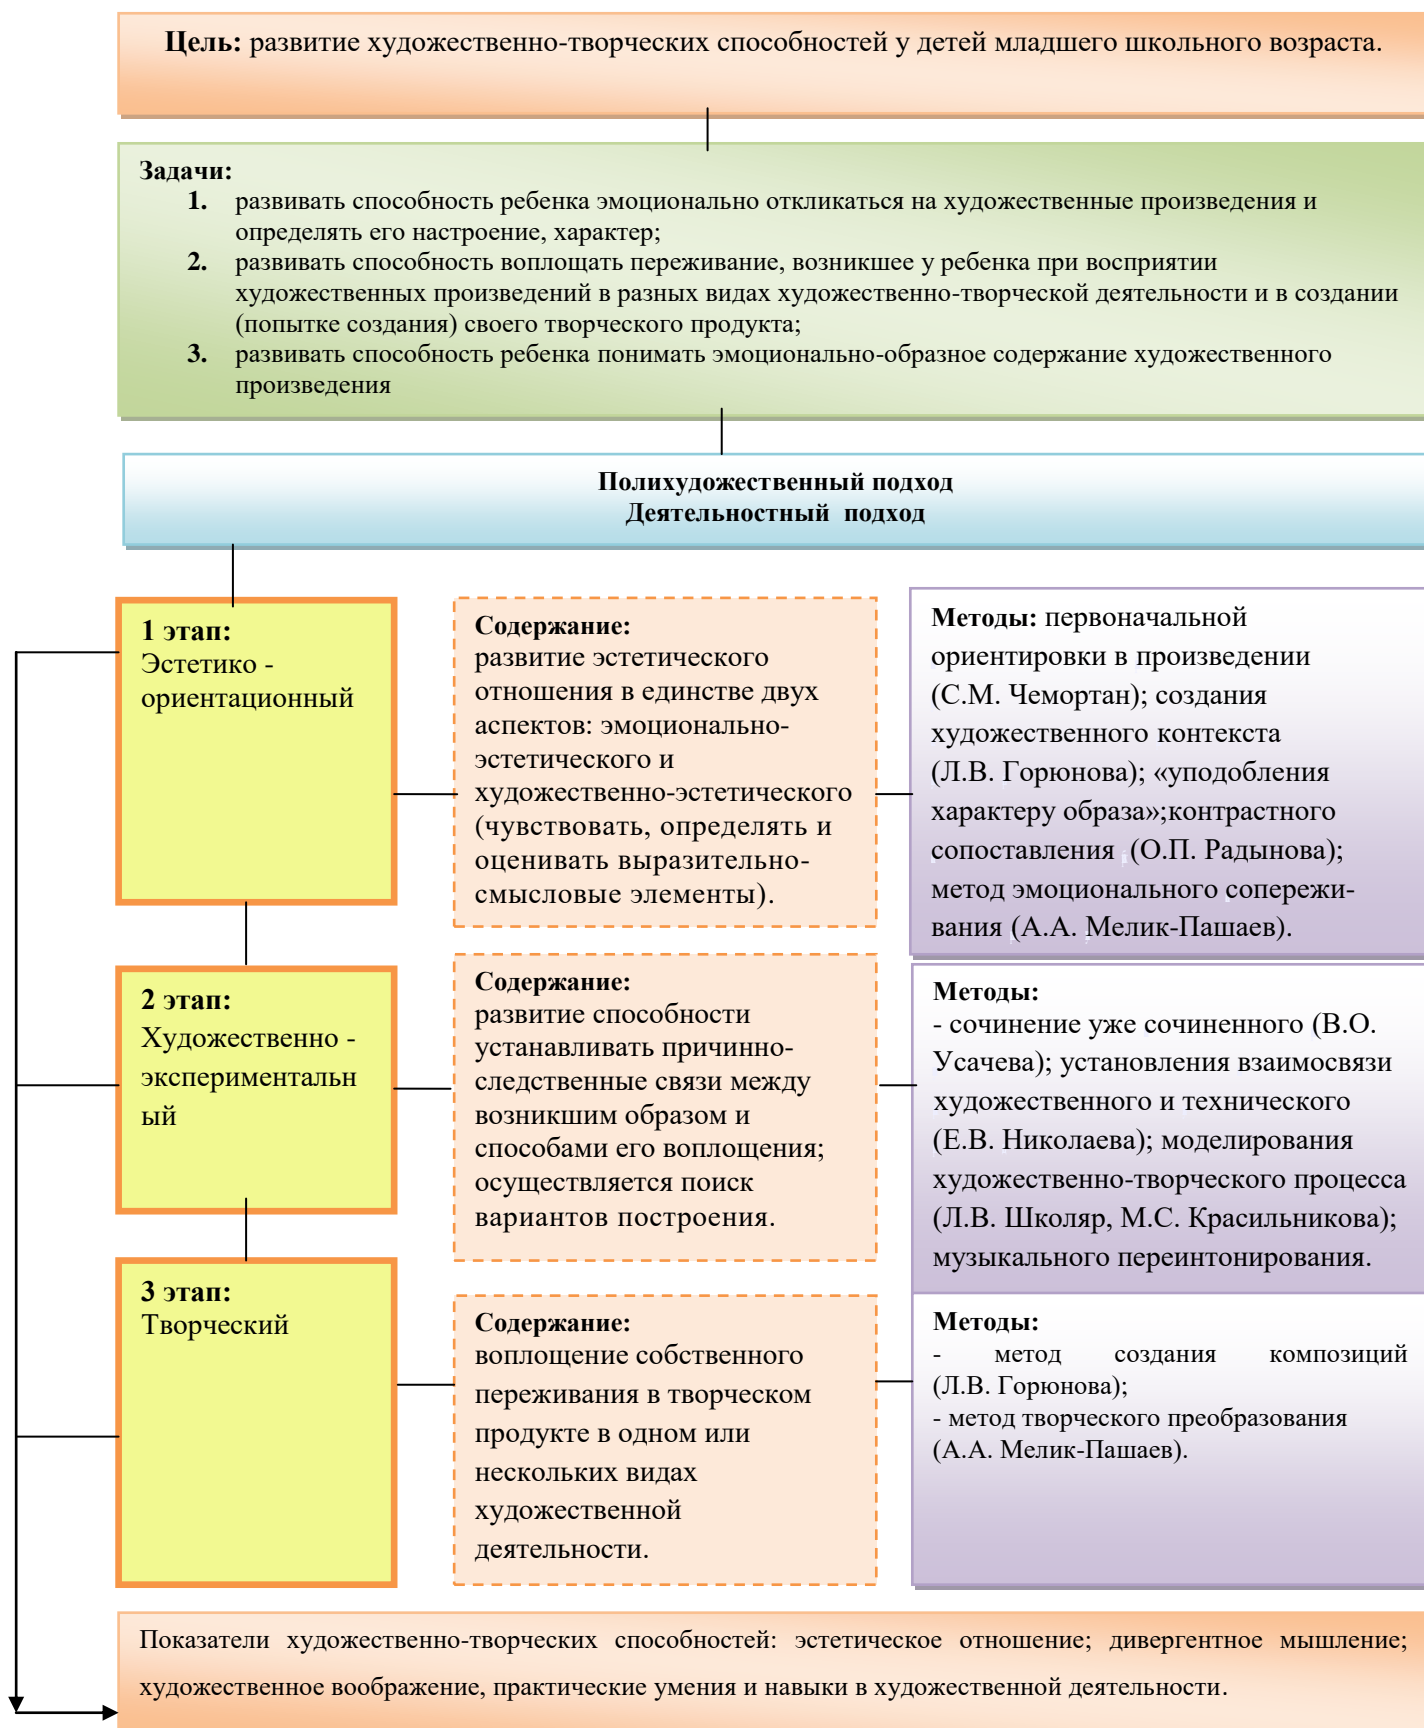 Цель: развитие художественно-творческих способностей у детей младшего школьного возраста.
Задачи:
1. развивать способность ребенка эмоционально откликаться на художественные произведения и
определять его настроение, характер;
2. развивать способность воплощать переживание, возникшее у ребенка при восприятии
художественных произведений в разных видах художественно-творческой деятельности и в создании
(попытке создания) своего творческого продукта;
3. развивать способность ребенка понимать эмоционально-образное содержание художественного
произведения
Полихудожественный подход
Деятельностный подход
1 этап:
Эстетико -
ориентационный
Содержание:
развитие эстетического
отношения в единстве двух
аспектов: эмоционально-
эстетического и
художественно-эстетического
(чувствовать, определять и
оценивать выразительно-
смысловые элементы).
Методы: первоначальной
ориентировки в произведении
(С.М. Чемортан); создания
художественного контекста
(Л.В. Горюнова); «уподобления
характеру образа»;контрастного
сопоставления (О.П. Радынова);
метод эмоционального сопережи-
вания (А.А. Мелик-Пашаев).
2 этап:
Художественно -
экспериментальн
ый
Содержание:
развитие способности
устанавливать причинно-
следственные связи между
возникшим образом и
способами его воплощения;
осуществляется поиск
вариантов построения.
Методы:
- сочинение уже сочиненного (В.О.
Усачева); установления взаимосвязи
художественного и технического
(Е.В. Николаева); моделирования
художественно-творческого процесса
(Л.В. Школяр, М.С. Красильникова);
музыкального переинтонирования.
3 этап:
Творческий
Содержание:
воплощение собственного
переживания в творческом
продукте в одном или
нескольких видах
художественной
деятельности.
Методы:
- метод создания композиций
(Л.В. Горюнова);
- метод творческого преобразования
(А.А. Мелик-Пашаев).
Показатели художественно-творческих способностей: эстетическое отношение; дивергентное мышление;
художественное воображение, практические умения и навыки в художественной деятельности.